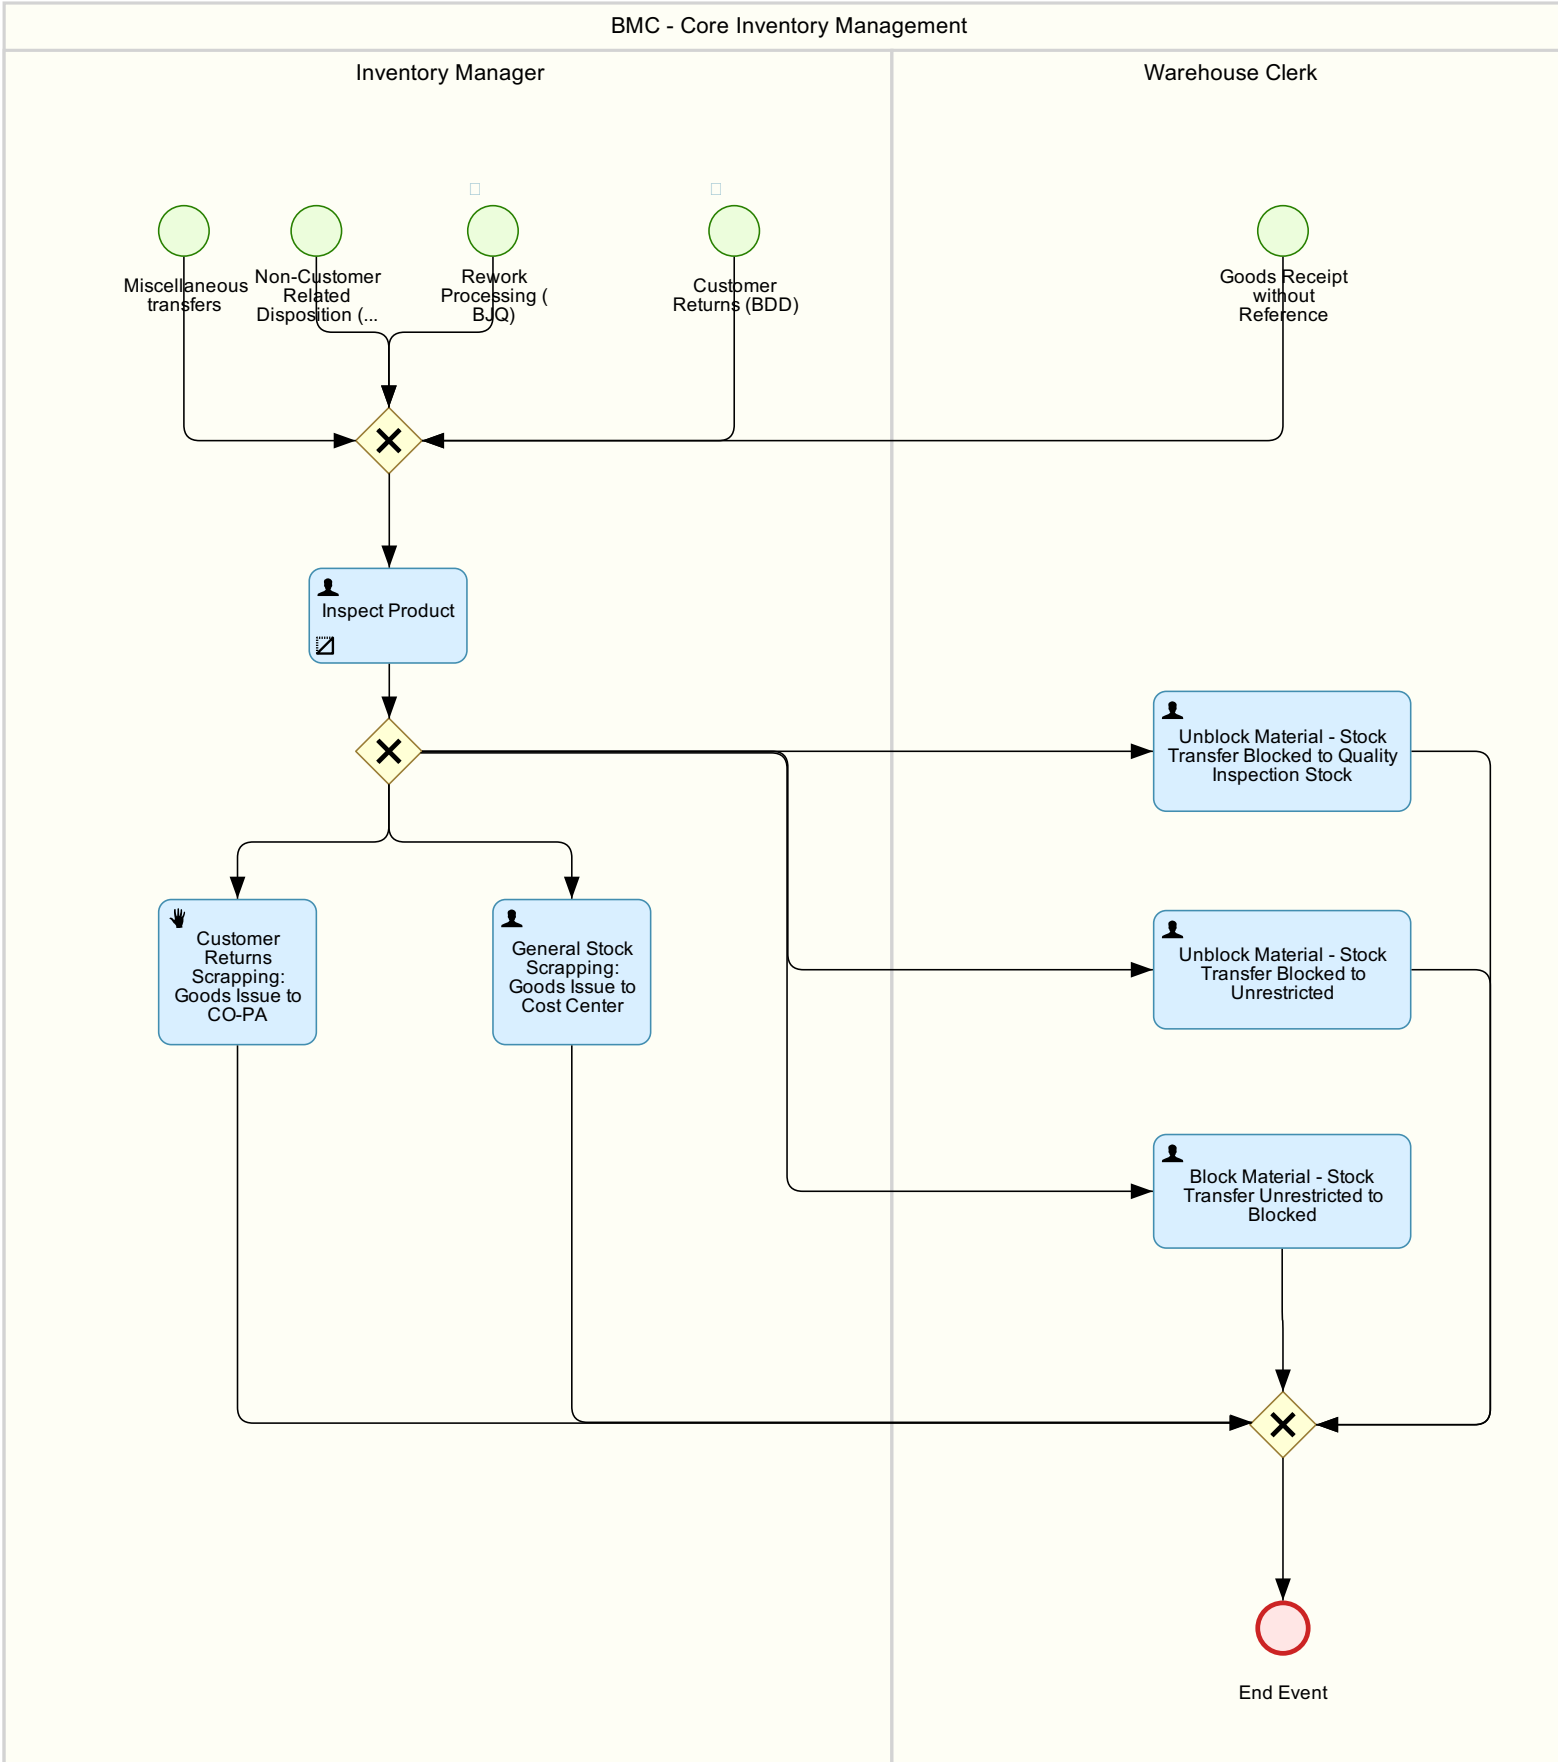 BMC - Core Inventory Management
Inventory Manager
Warehouse Clerk
Miscellaneous
transfers
Non-Customer
Related
Disposition (...
Rework
Processing (
BJQ)
Customer
Returns (BDD)
Goods Receipt
without
Reference
Inspect Product
Unblock Material - Stock
Transfer Blocked to Quality
Inspection Stock
Customer
Returns
Scrapping:
Goods Issue to
CO-PA
General Stock
Scrapping:
Goods Issue to
Cost Center
Unblock Material - Stock
Transfer Blocked to
Unrestricted
Block Material - Stock
Transfer Unrestricted to
Blocked
End Event